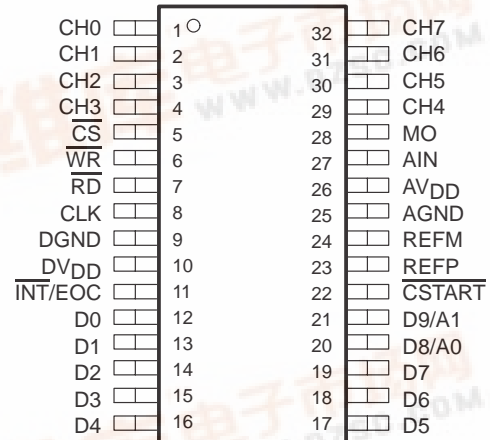 CH0 1 32 CH7
CH1 2 31 CH6
CH2 3 30 CH5
CH3 4 29 CH4
CS 5 28 MO
WR 6 27 AIN
RD 7 26 AVDD
CLK 8 25 AGND
DGND 9 24 REFM
DVDD 10 23 REFP
INT/EOC 11 22 CSTART
D0 12 21 D9/A1
D1 13 20 D8/A0
D2 14 19 D7
D3 15 18 D6
D4 16 17 D5